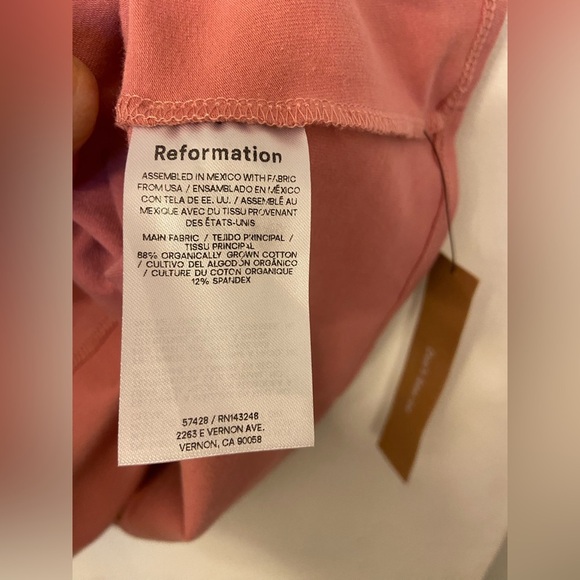 Reformation
ASSEMBLED IN MEXICO WITH FABRIC
FROM USA / ENSAMBLADO EN MÉXICO
CON TELA DE EE. UU. / ASSEMBLÉ AU
MEXIQUE AVEC DU TISSU PROVENANT
DES ÉTATS-UNIS
MAIN FABRIC / TEJIDO PRINCIPAL /
TISSU PRINCIPAL
88% ORGANICALLY GROWN COTTON
/ CULTIVO DEL ALGODÓN ORGÁNICO
/ CULTURE DU COTON ORGANIQUE
12% SPANDEX
57428 / RN143246
2263 E VERNON AVE.
VERNON, CA 90058